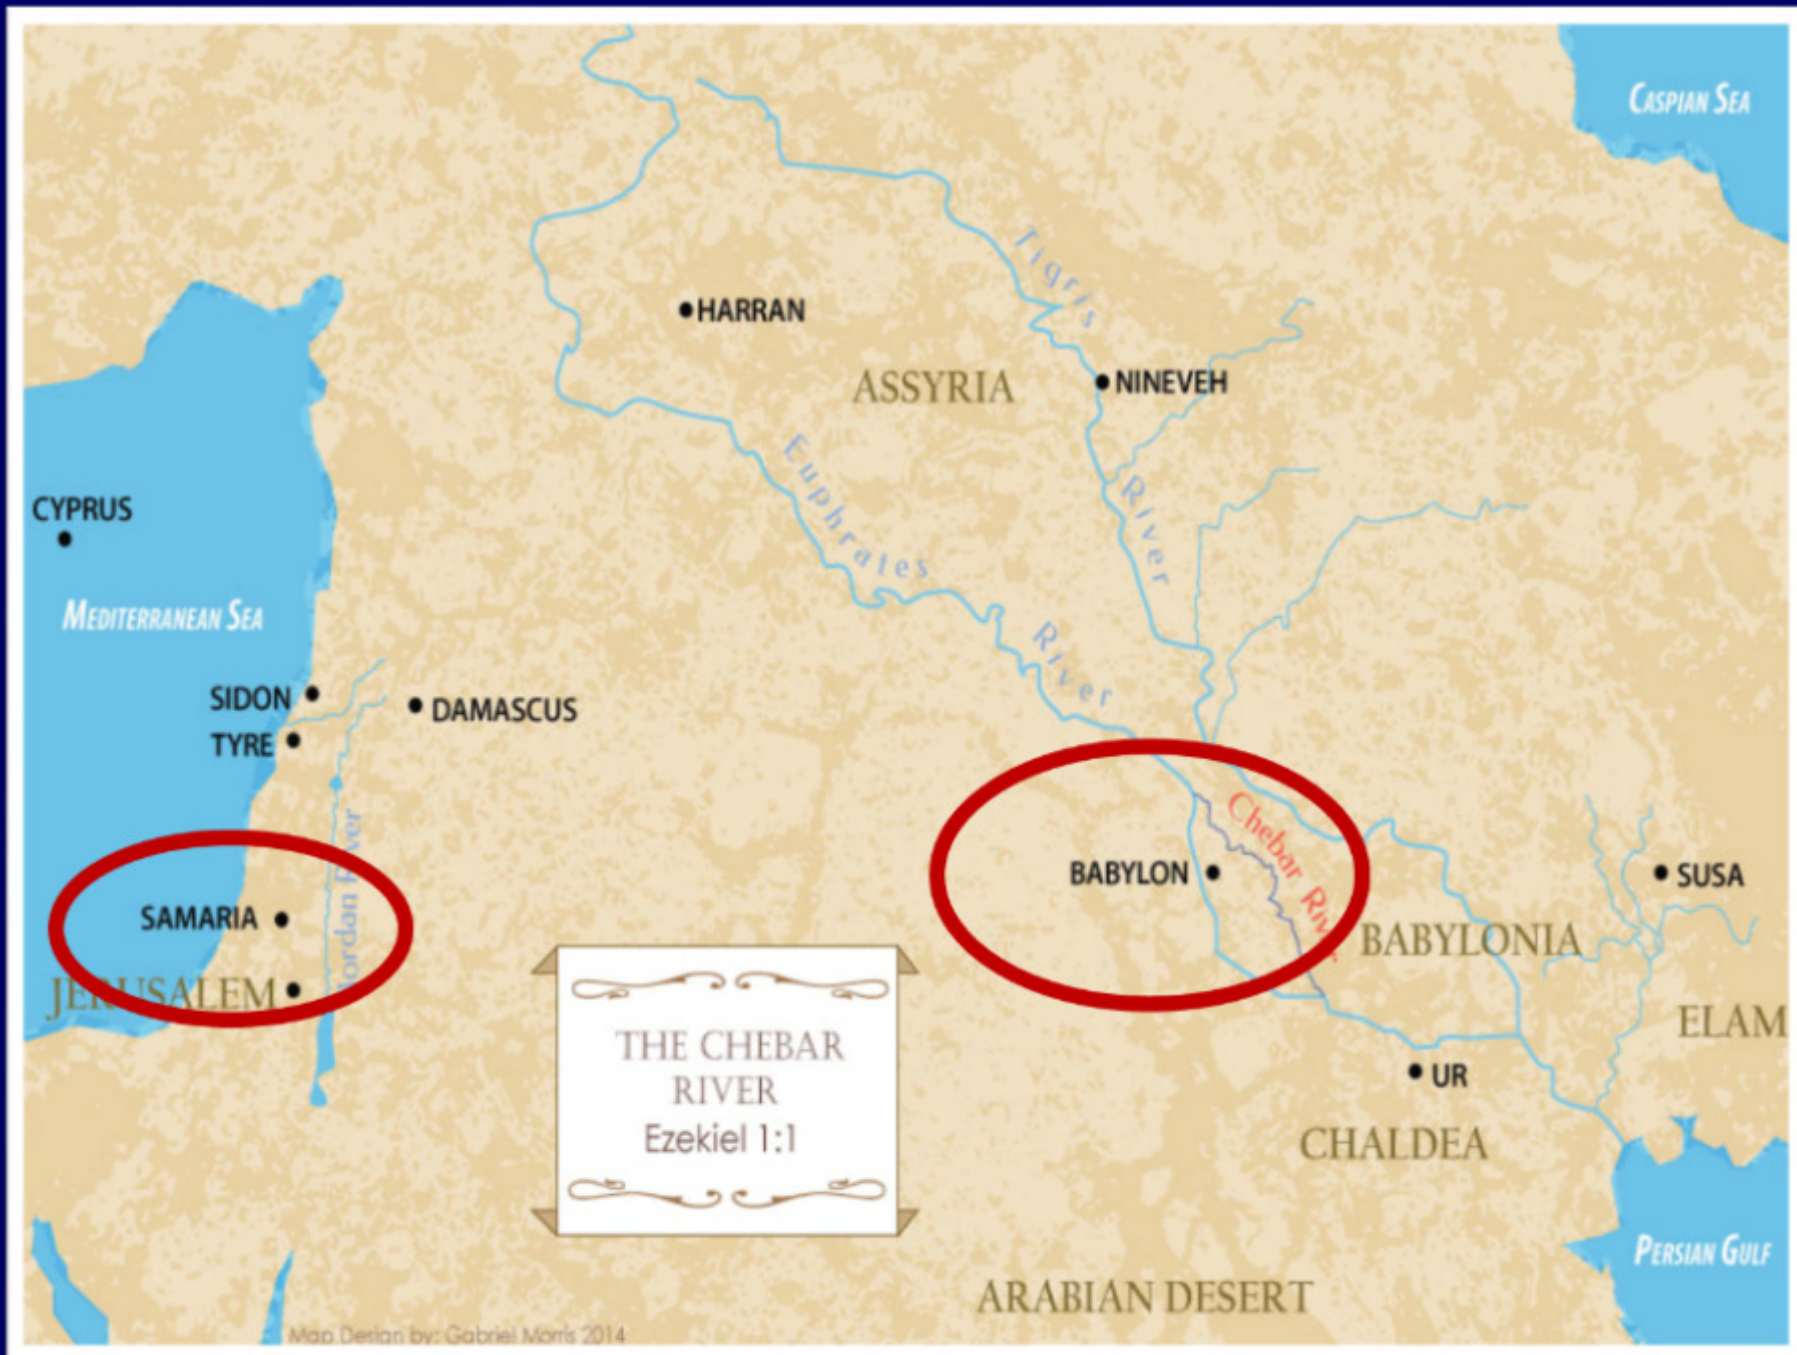 CASPIAN SEA
Tigris
River
HARRAN
ASSYRIA
NINEVEH
Euphrates
River
CYPRUS
MEDITERRANEAN SEA
SIDON
DAMASCUS
TYRE
Jordan River
SAMARIA
JERUSALEM
Chebar Riv
BABYLON
SUSA
BABYLONIA
ELAM
THE CHEBAR
RIVER
Ezekiel 1:1
UR
CHALDEA
PERSIAN GULF
ARABIAN DESERT
Map Design by: Gabriel Morris 2014